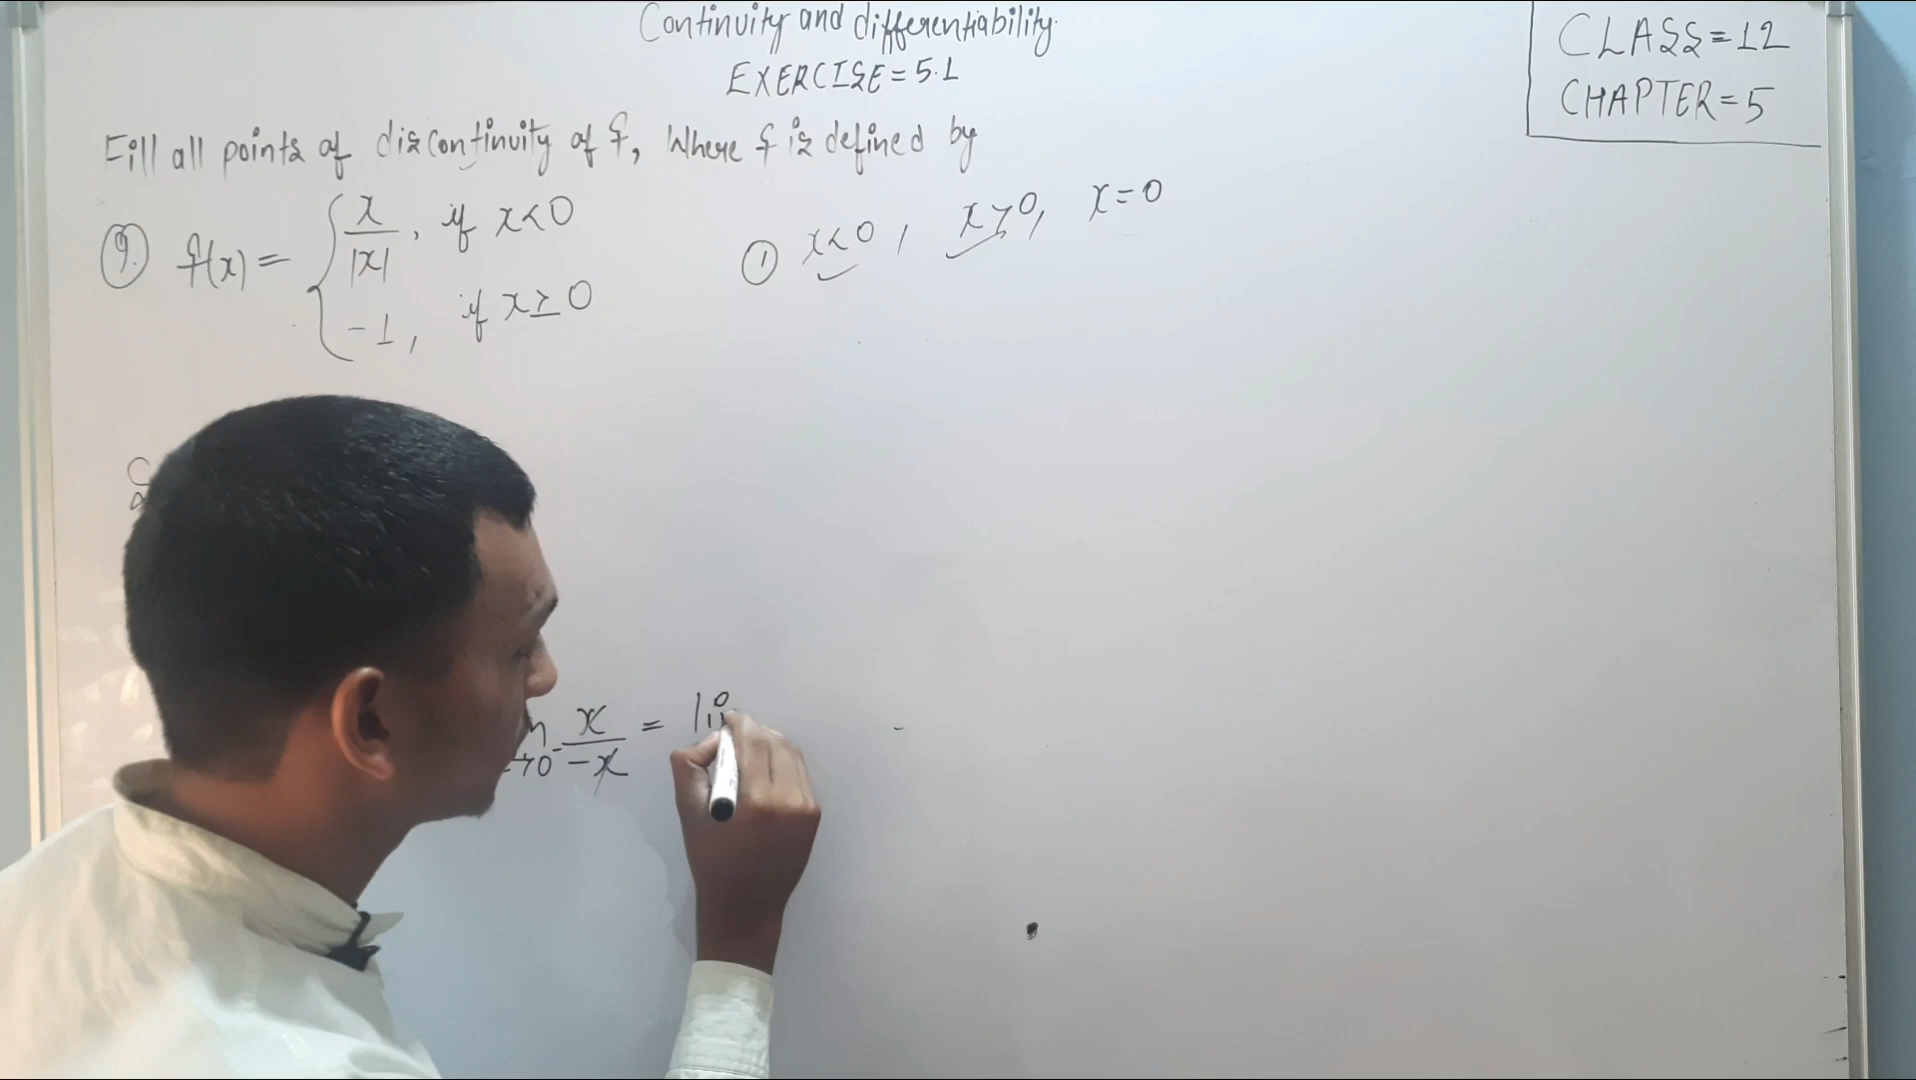 Continuity and differentiability.
EXERCISE = 5.1
CLASS = 12
CHAPTER = 5
Fill all points of discontinuity of f, Where f is defined by
9. f(x) = { x/|x|, if x<0
-1, if x≥0
① x<0, x>0, x=0
→0⁻ x/-x = li